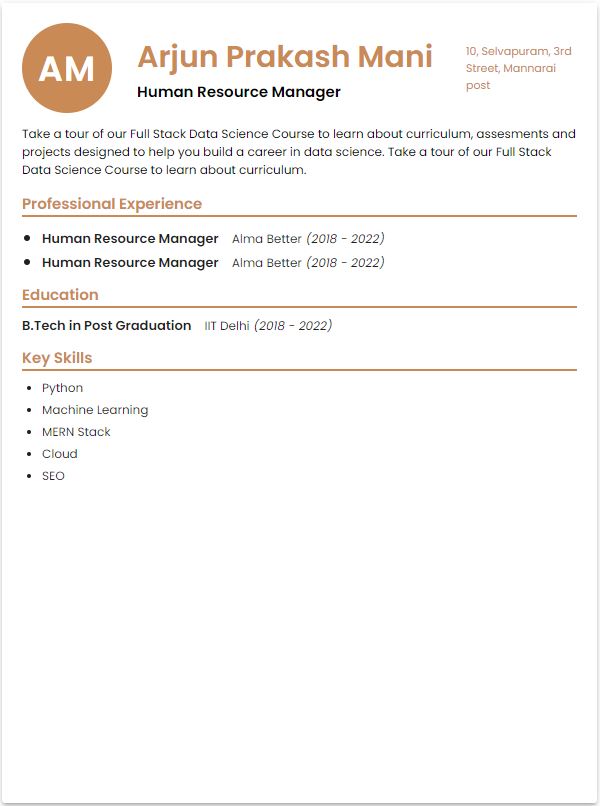 AM
Arjun Prakash Mani
Human Resource Manager
10, Selvapuram, 3rd
Street, Mannarai
post
Take a tour of our Full Stack Data Science Course to learn about curriculum, assesments and
projects designed to help you build a career in data science. Take a tour of our Full Stack
Data Science Course to learn about curriculum.
Professional Experience
• Human Resource Manager Alma Better (2018 - 2022)
• Human Resource Manager Alma Better (2018 - 2022)
Education
B.Tech in Post Graduation IIT Delhi (2018 - 2022)
Key Skills
• Python
• Machine Learning
• MERN Stack
• Cloud
• SEO